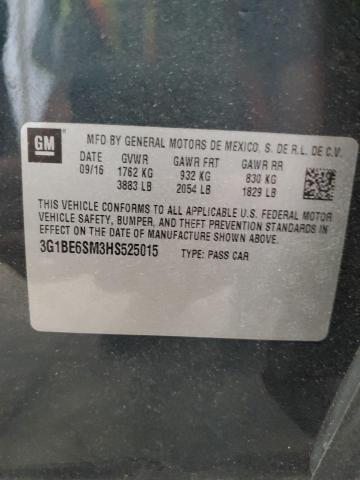 GM
MFD BY GENERAL MOTORS DE MEXICO, S. DE R.L. DE C.V.
DATE GVWR GAWR FRT GAWR RR
09/16 1762 KG 932 KG 830 KG
3883 LB 2054 LB 1829 LB
THIS VEHICLE CONFORMS TO ALL APPLICABLE U.S. FEDERAL MOTOR
VEHICLE SAFETY, BUMPER, AND THEFT PREVENTION STANDARDS
IN EFFECT ON THE DATE OF MANUFACTURE SHOWN ABOVE.
3G1BE6SM3HS525015 TYPE: PASS CAR